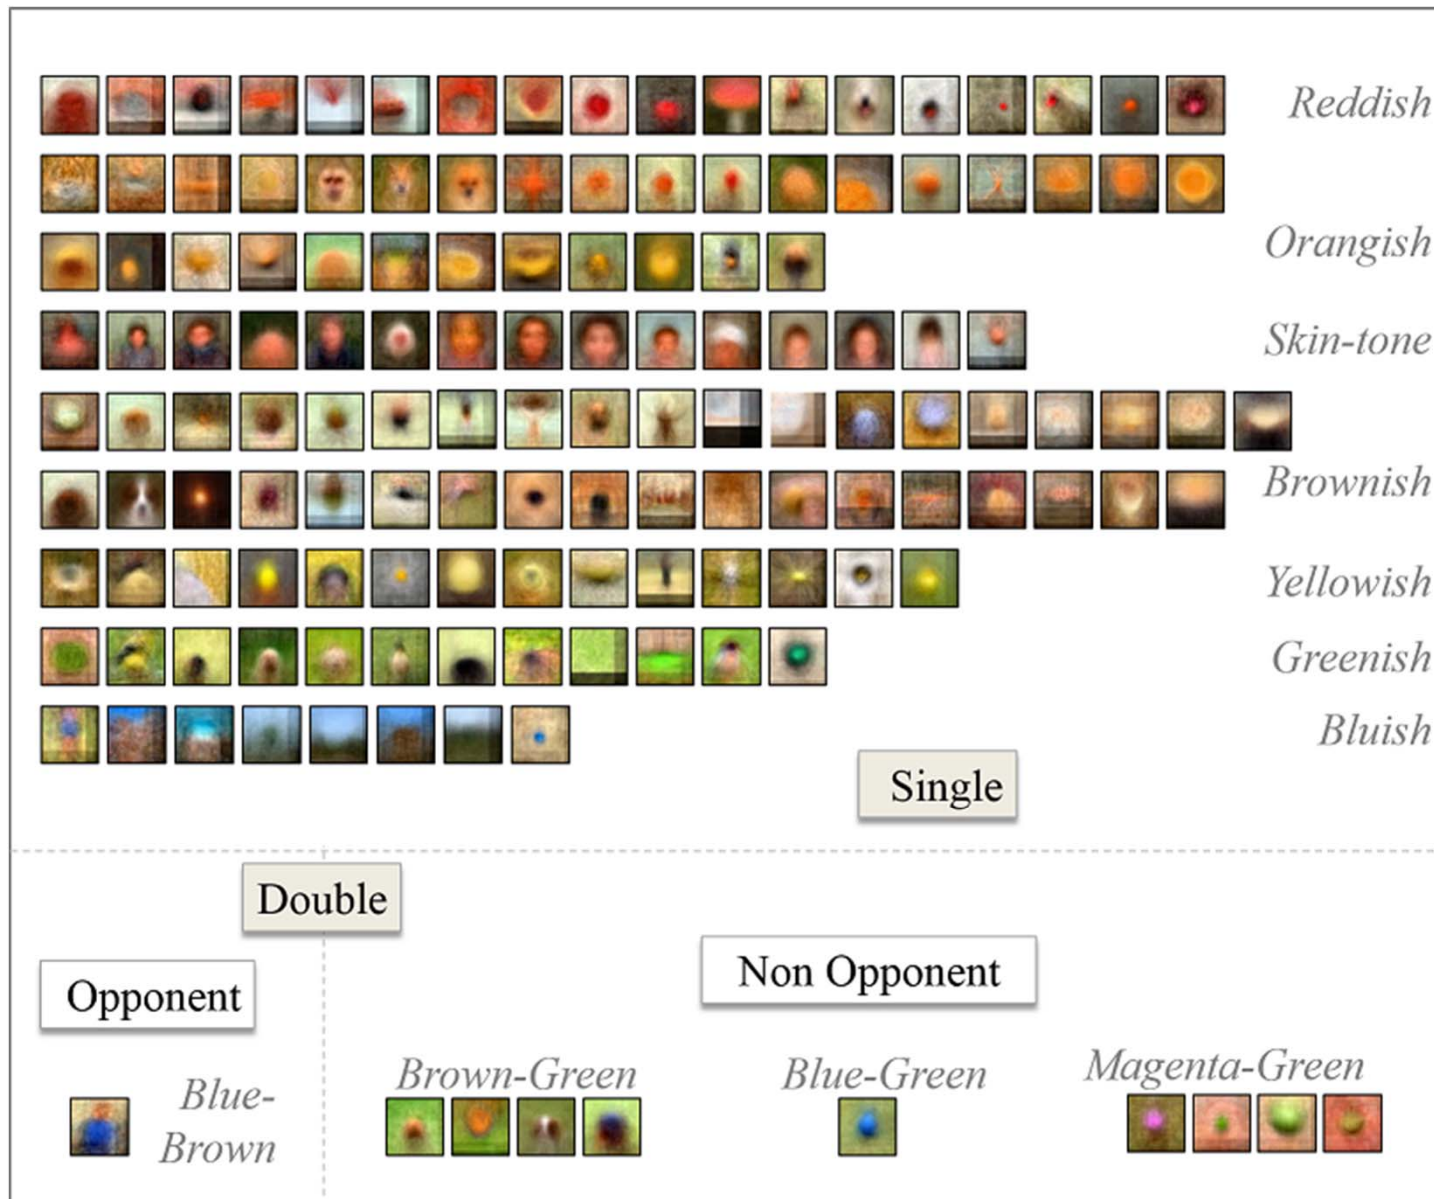 Reddish
Orangish
Skin-tone
Brownish
Yellowish
Greenish
Bluish
Single
Double
Opponent
Non Opponent
Blue-
Brown
Brown-Green
Blue-Green
Magenta-Green